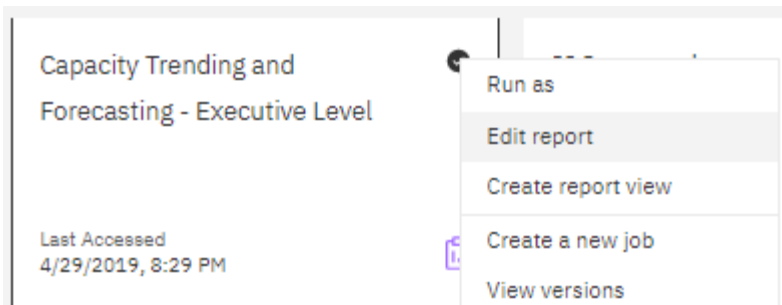 Capacity Trending and
Forecasting - Executive Level
Last Accessed
4/29/2019, 8:29 PM
Run as
Edit report
Create report view
Create a new job
View versions